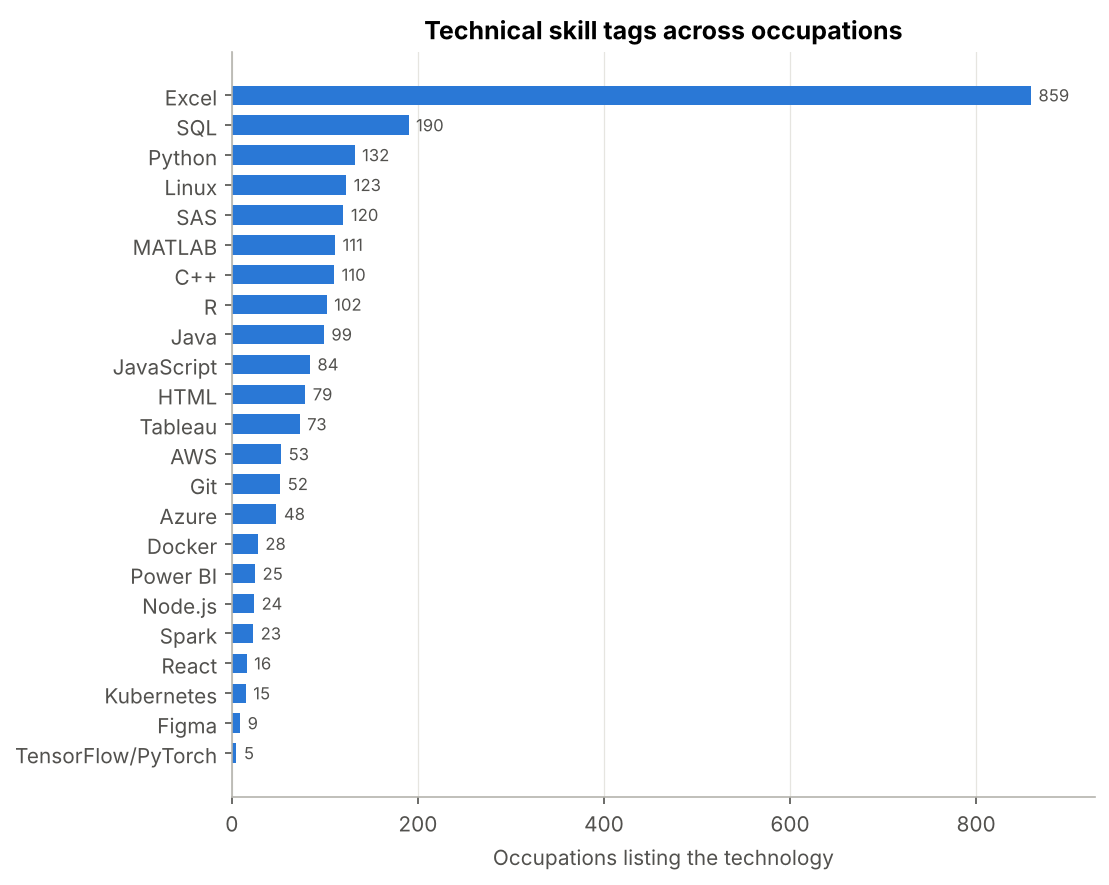 Technical skill tags across occupations
Excel 859
SQL 190
Python 132
Linux 123
SAS 120
MATLAB 111
C++ 110
R 102
Java 99
JavaScript 84
HTML 79
Tableau 73
AWS 53
Git 52
Azure 48
Docker 28
Power BI 25
Node.js 24
Spark 23
React 16
Kubernetes 15
Figma 9
TensorFlow/PyTorch 5
0 200 400 600 800
Occupations listing the technology